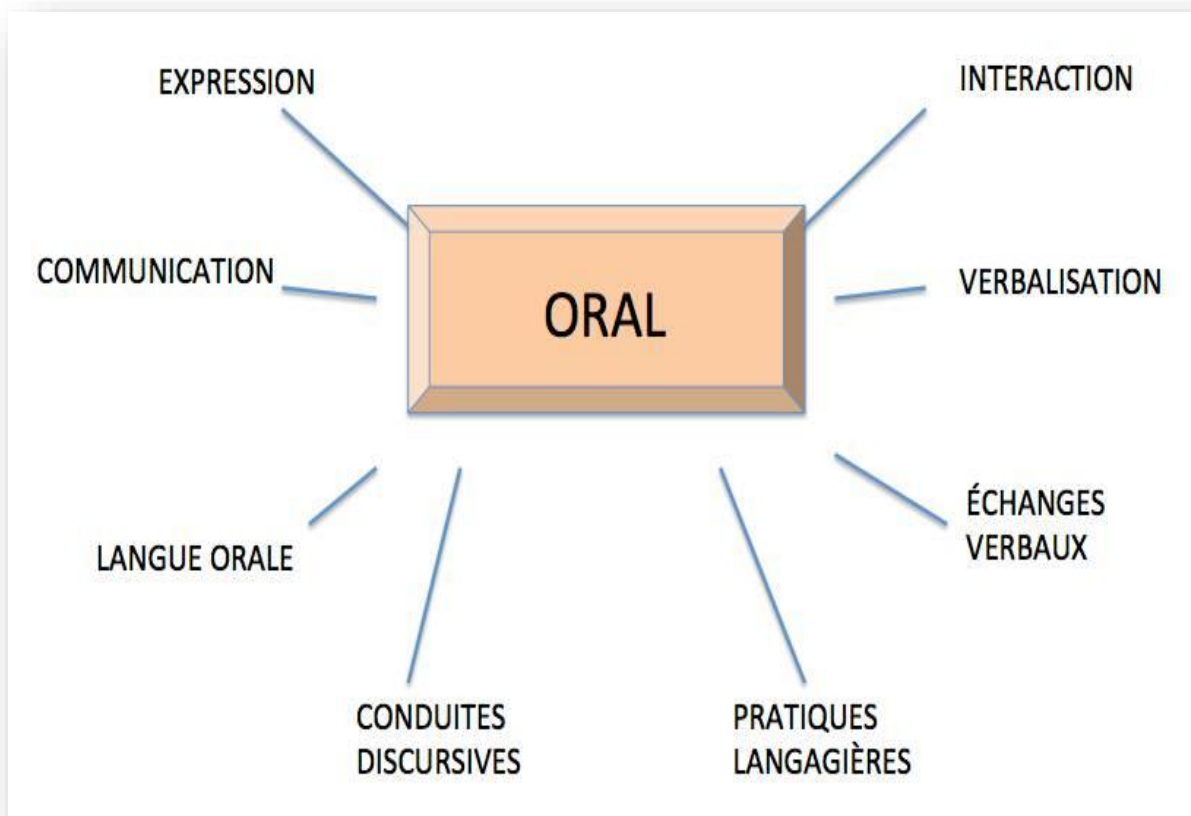 EXPRESSION
INTERACTION
COMMUNICATION
ORAL
VERBALISATION
LANGUE ORALE
ÉCHANGES
VERBAUX
CONDUITES
DISCURSIVES
PRATIQUES
LANGAGIÈRES